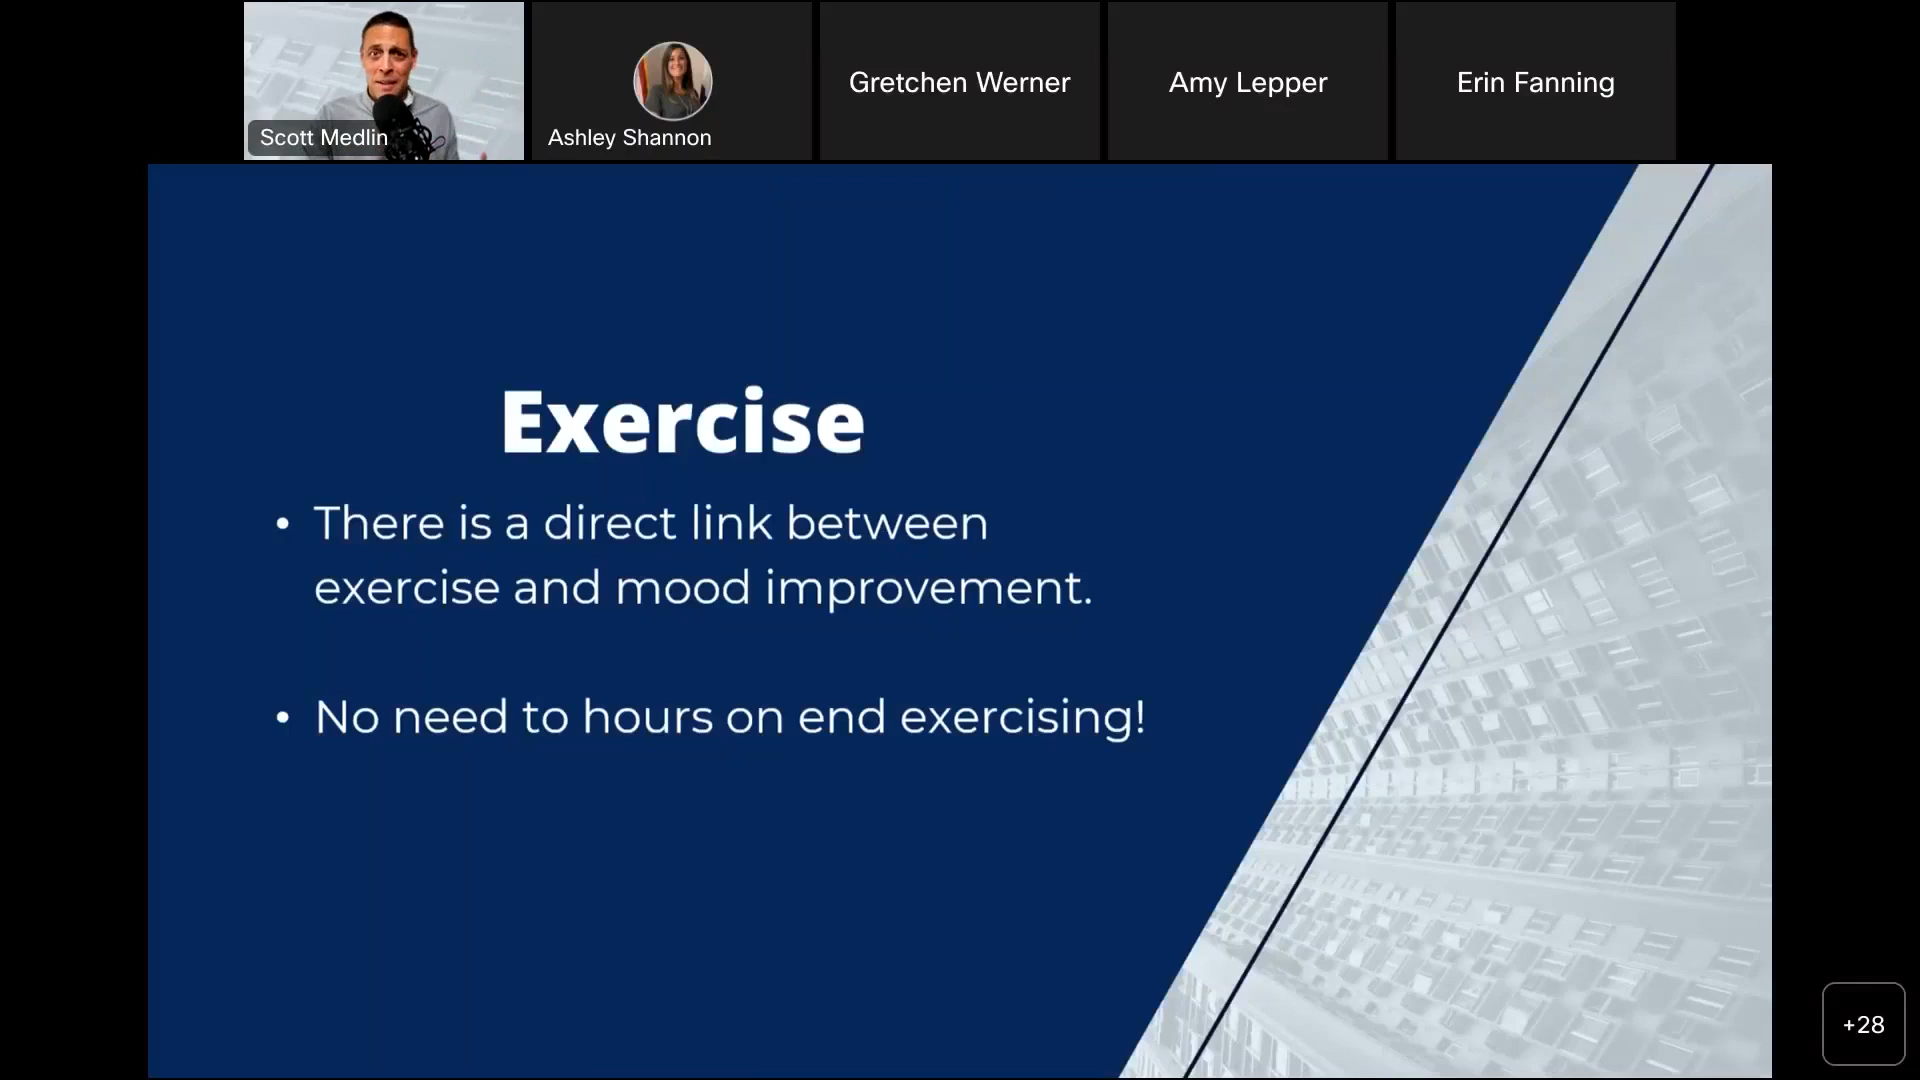 Scott Medlin
Ashley Shannon
Gretchen Werner
Amy Lepper
Erin Fanning
Exercise
• There is a direct link between
exercise and mood improvement.
• No need to hours on end exercising!
+28